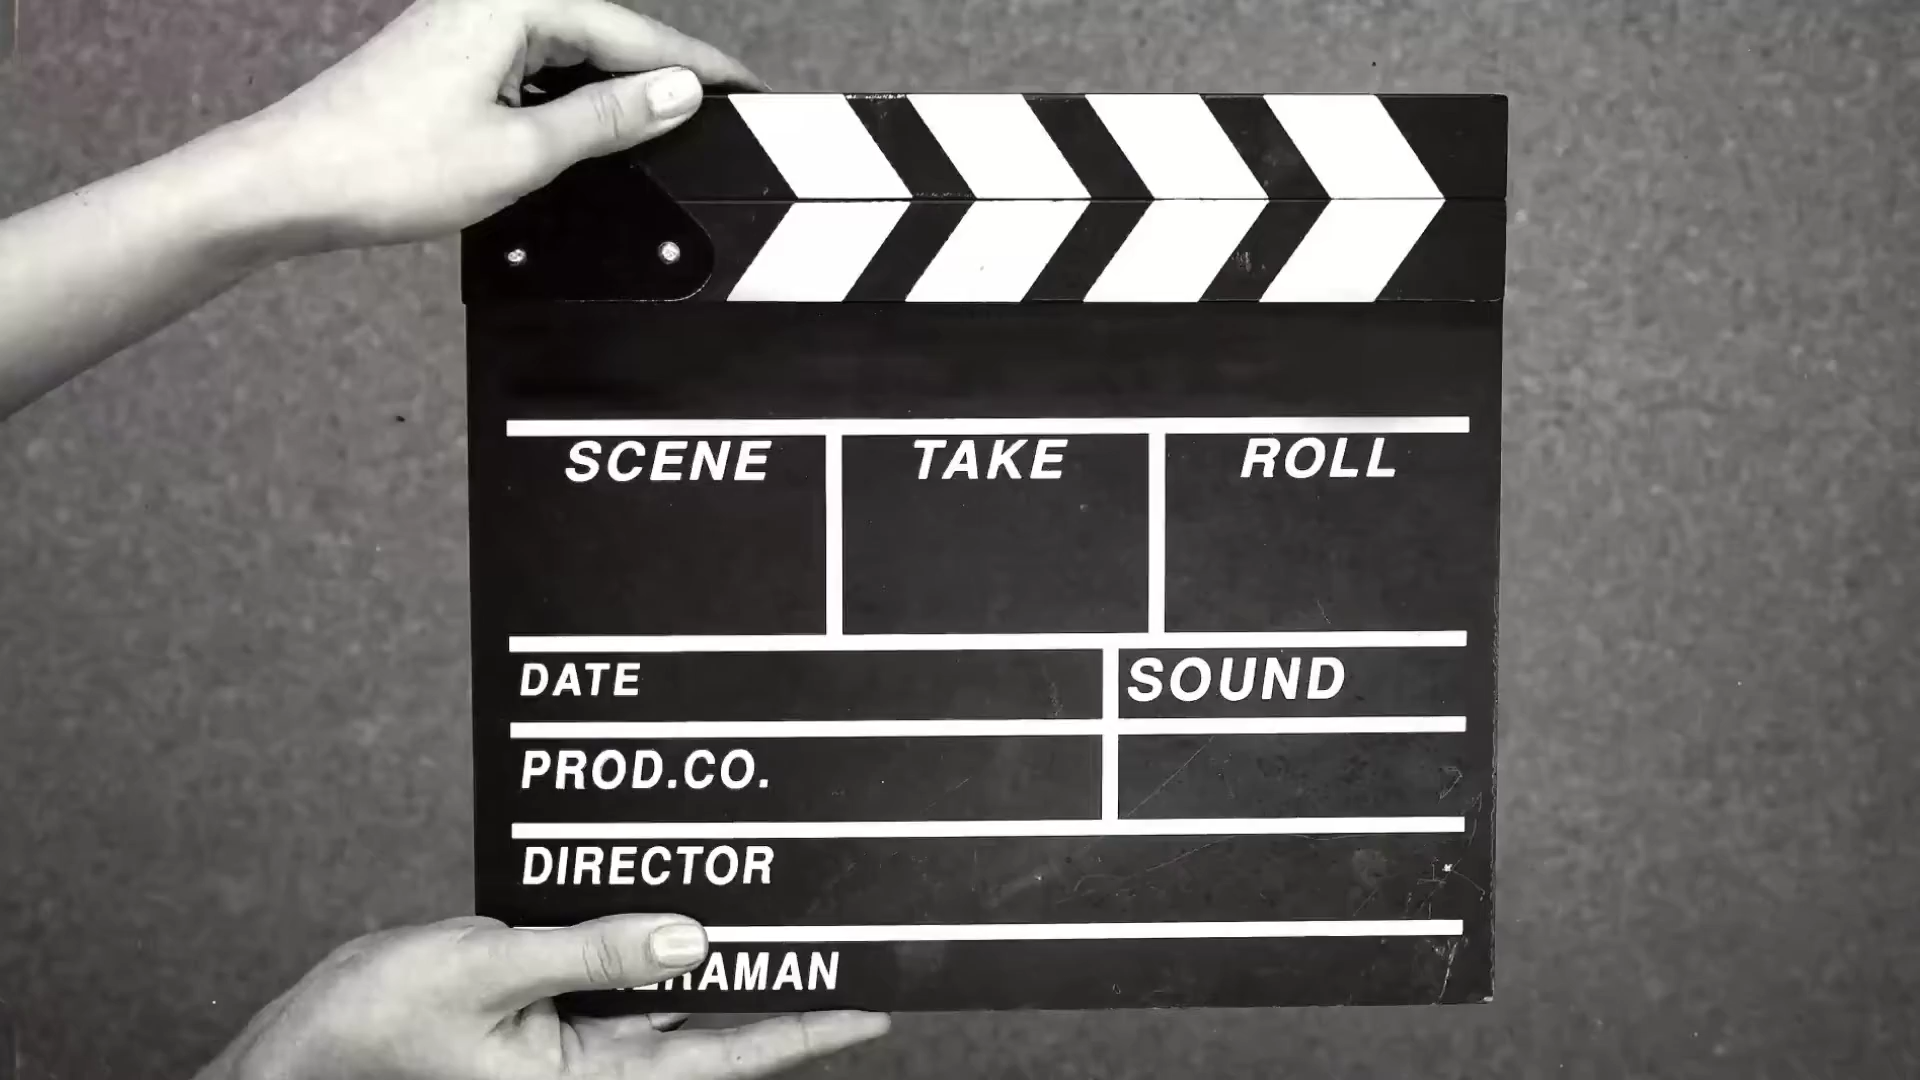 SCENE TAKE ROLL
DATE SOUND
PROD.CO.
DIRECTOR